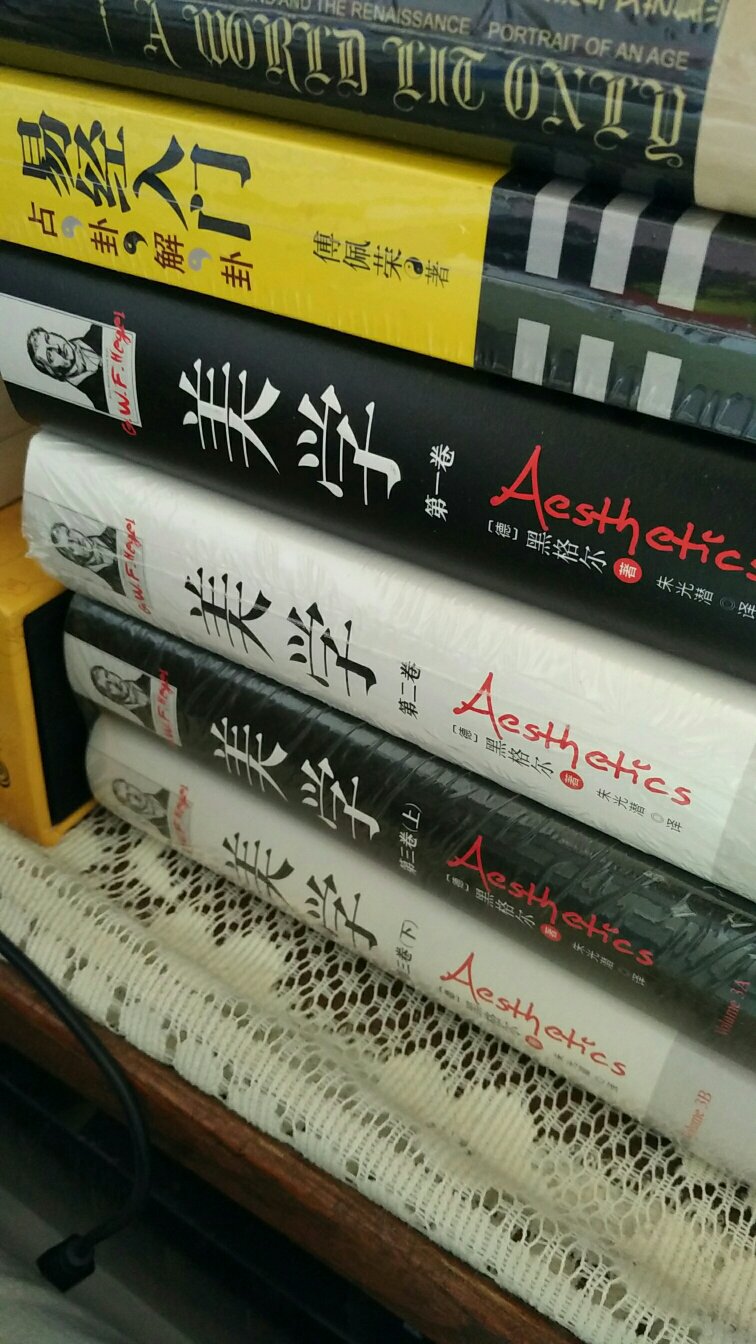 AND THE RENAISSANCE PORTRAIT OF AN AGE
A WORLD LIT ONLY
易经入门
占卦解卦
傅佩荣 著
G.W.F. Hegel
美学
第一卷
Aesthetics
[德] 黑格尔 著
朱光潜 译
G.W.F. Hegel
美学
第二卷
Aesthetics
[德] 黑格尔 著
朱光潜 译
W.F. Hegel
美学
第三卷(上)
Aesthetics
[德] 黑格尔 著
朱光潜 译
Volume 3A
Hegel
美学
三卷(下)
Aesthetics
Volume 3B